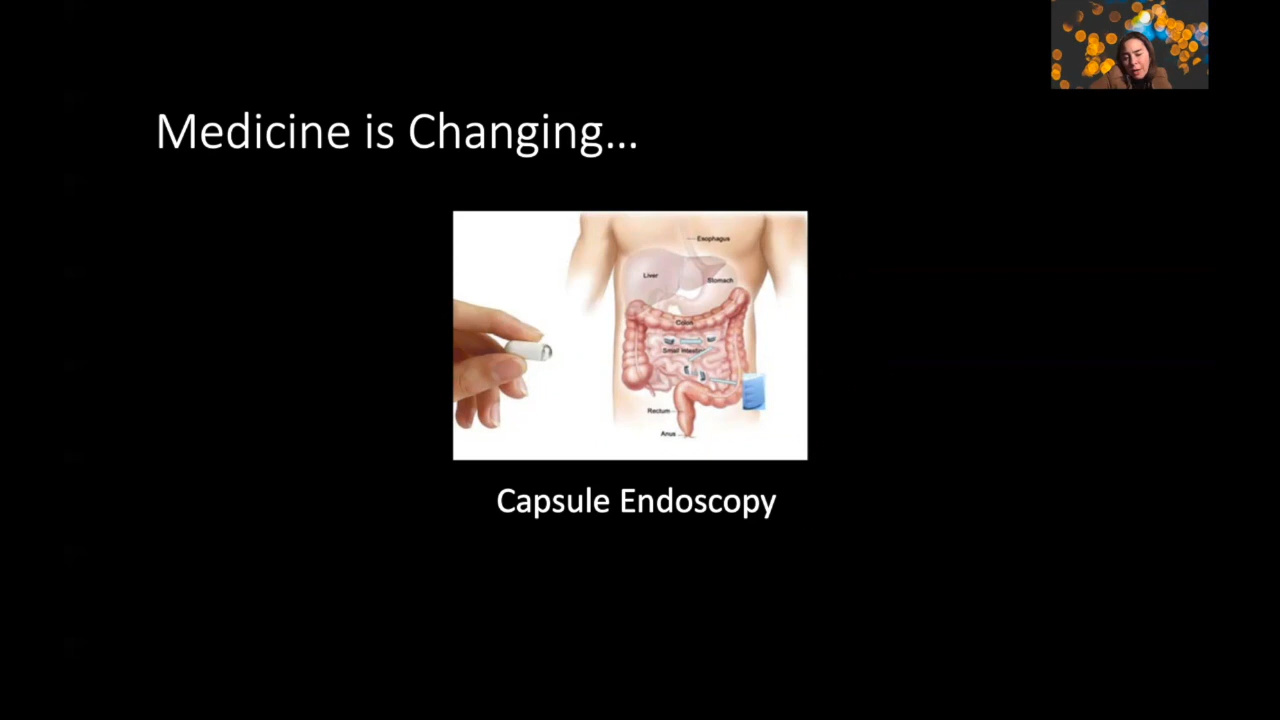 Medicine is Changing...
Esophagus
Liver
Stomach
Colon
Small Intestine
Rectum
Anus
Capsule Endoscopy